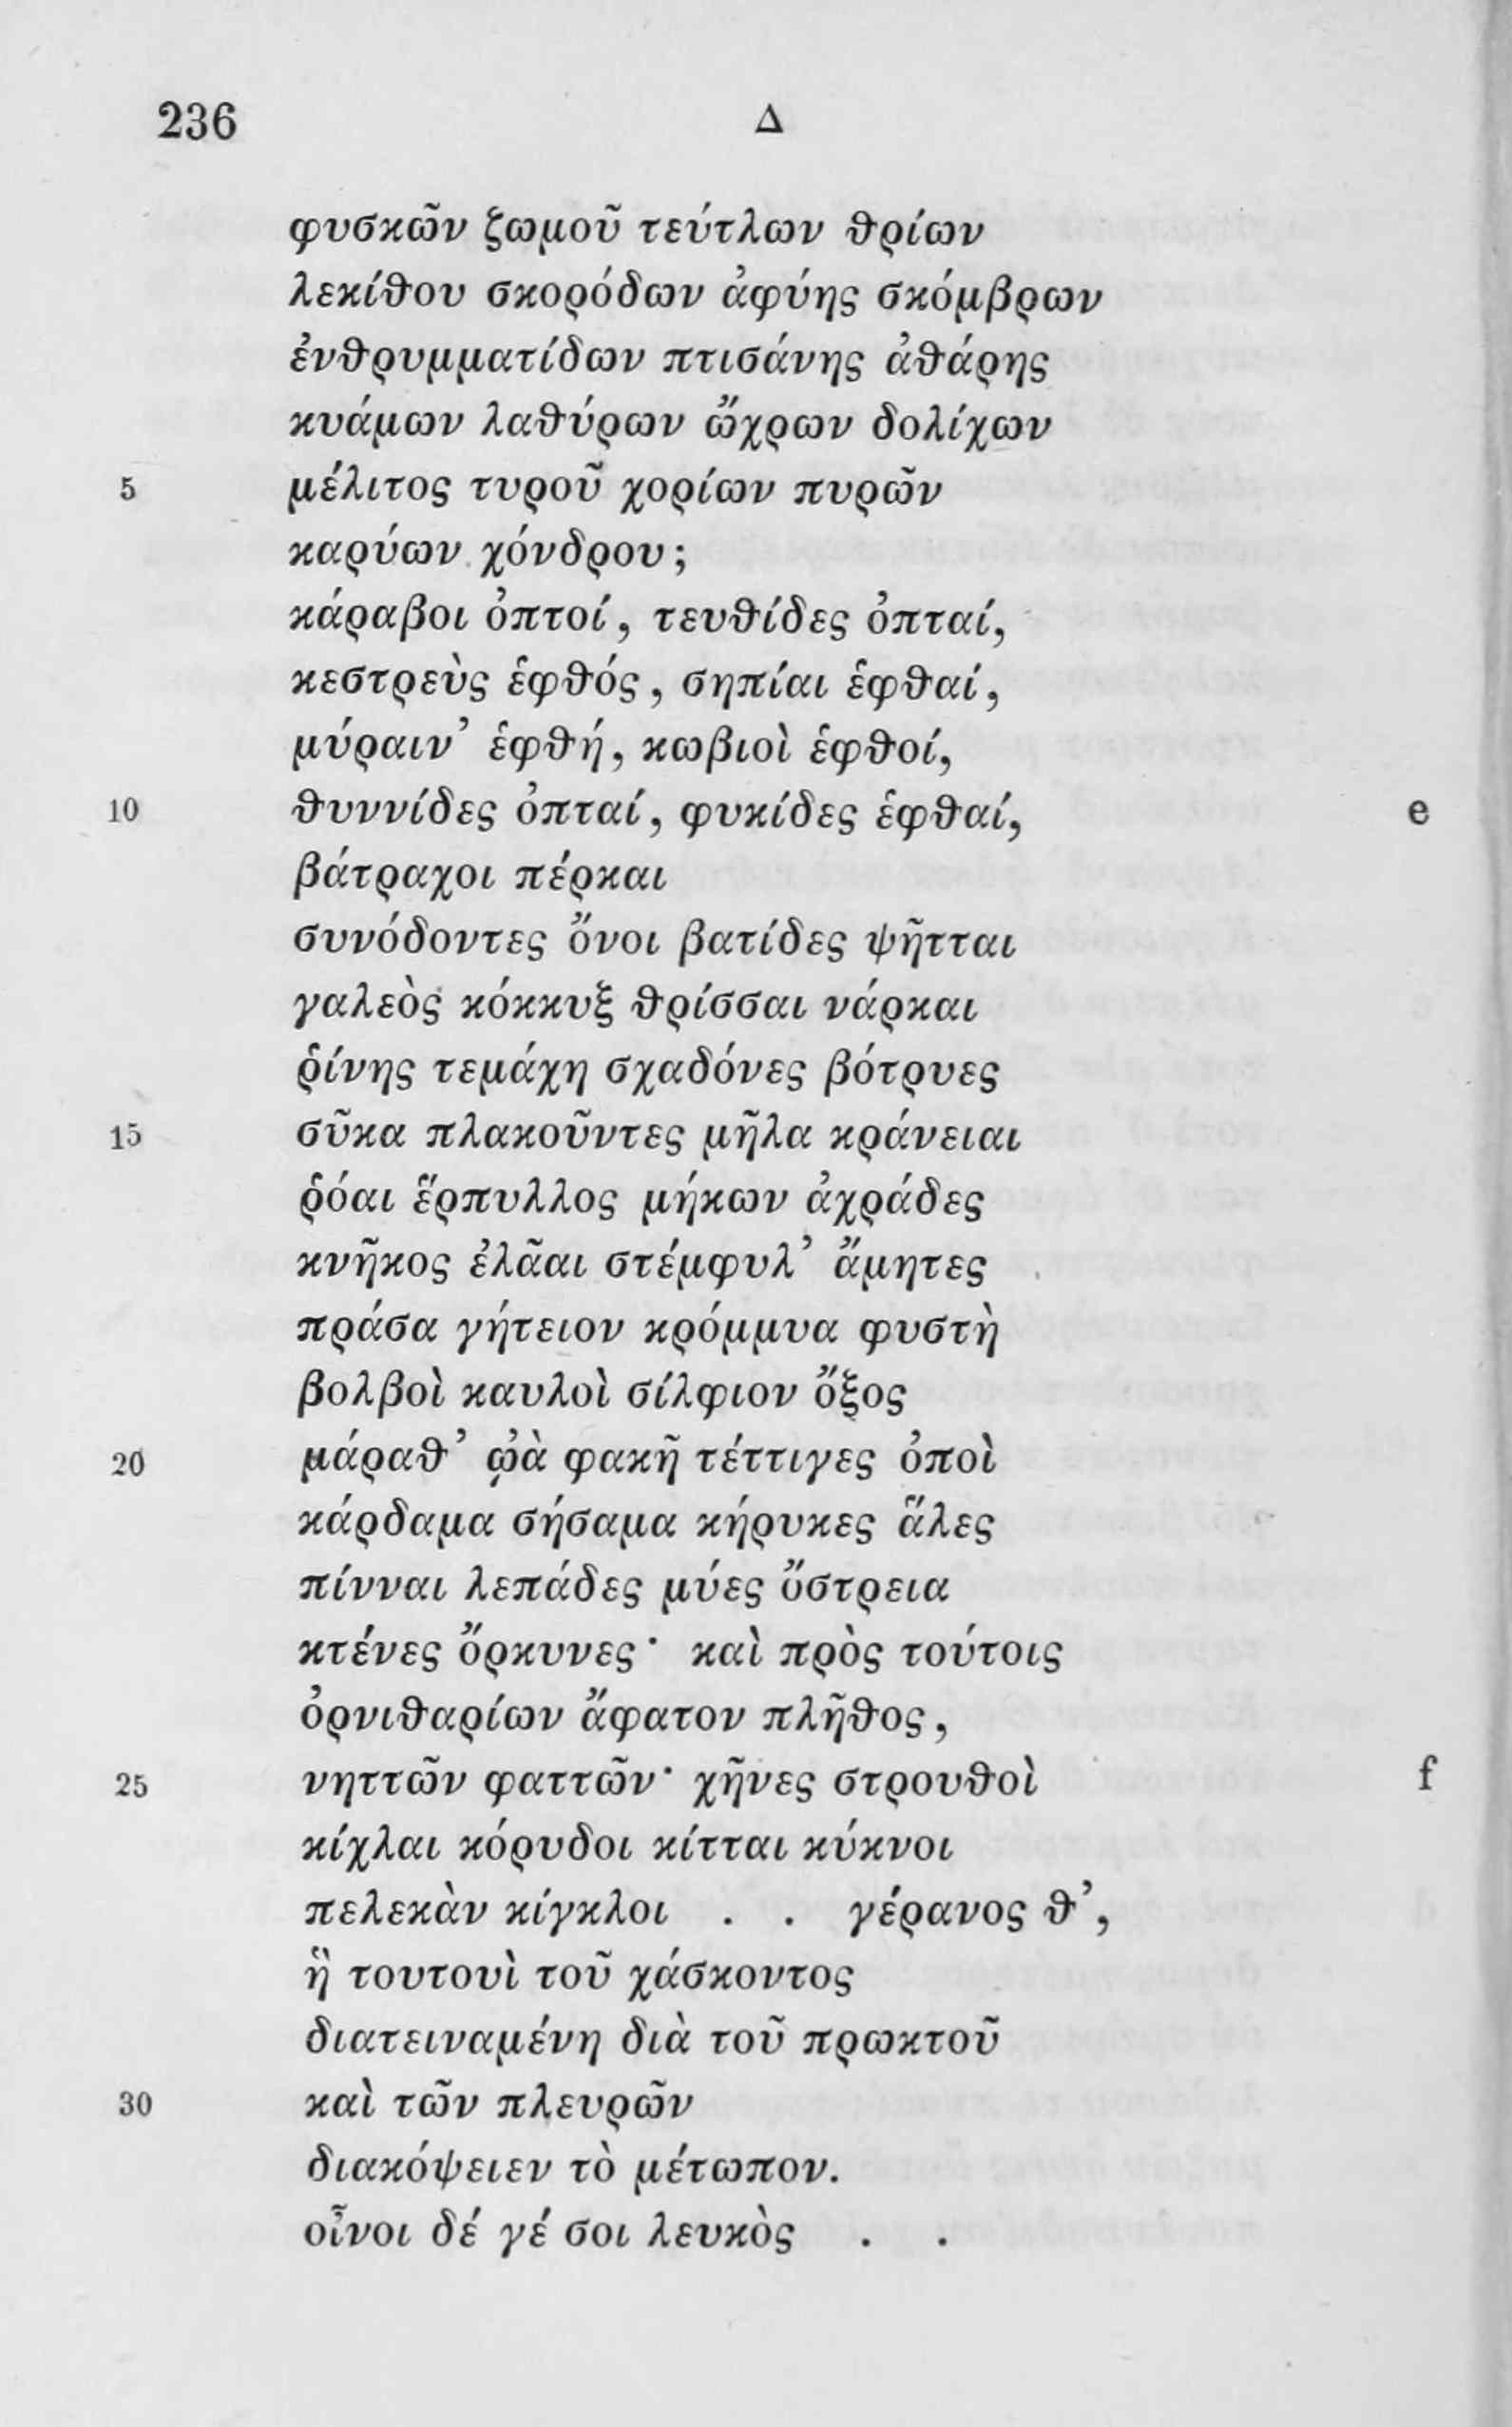 236 Δ
φυσκῶν ζωμοῦ τεύτλων θρίων
λεκίθου σκορόδων ἀφύης σκόμβρων
ἐνθρυμματίδων πτισάνης ἀθάρης
κυάμων λαθύρων ὤχρων δολίχων
5 μέλιτος τυροῦ χορίων πυρῶν
καρύων χόνδρου;
κάραβοι ὀπτοί, τευθίδες ὀπταί,
κεστρεὺς ἑφθός, σηπίαι ἑφθαί,
μύραιν’ ἑφθή, κωβιοὶ ἑφθοί,
10 θυννίδες ὀπταί, φυκίδες ἑφθαί, e
βάτραχοι πέρκαι
συνόδοντες ὄνοι βατίδες ψῆτται
γαλεὸς κόκκυξ θρίσσαι νάρκαι
ῥίνης τεμάχη σχαδόνες βότρυες
15 σῦκα πλακοῦντες μῆλα κράνειαι
ῥόαι ἕρπυλλος μήκων ἀχράδες
κνῆκος ἐλᾶαι στέμφυλ’ ἄμητες
πράσα γήτειον κρόμμυα φυστὴ
βολβοὶ καυλοὶ σίλφιον ὄξος
20 μάραθ’ ᾠὰ φακῆ τέττιγες ὀποὶ
κάρδαμα σήσαμα κήρυκες ἅλες
πίνναι λεπάδες μύες ὄστρεια
κτένες ὄρκυνες· καὶ πρὸς τούτοις
ὀρνιθαρίων ἄφατον πλῆθος,
25 νηττῶν φαττῶν· χῆνες στρουθοὶ f
κίχλαι κόρυδοι κίτται κύκνοι
πελεκὰν κίγκλοι . . γέρανος θ’,
ἣ τουτουὶ τοῦ χάσκοντος
διατειναμένη διὰ τοῦ πρωκτοῦ
30 καὶ τῶν πλευρῶν
διακόψειεν τὸ μέτωπον.
οἶνοι δέ γέ σοι λευκὸς . .